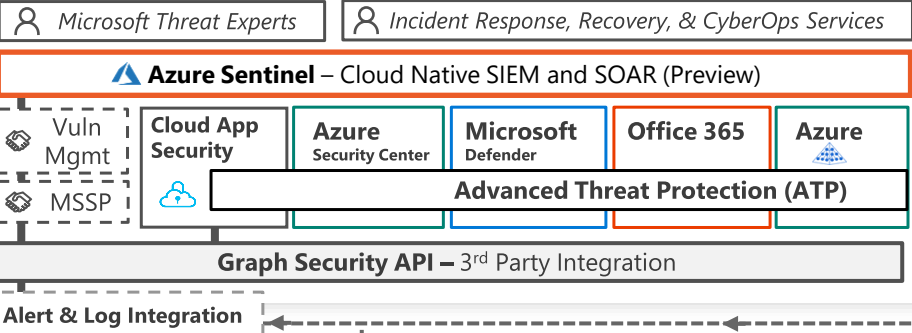 Microsoft Threat Experts
Incident Response, Recovery, & CyberOps Services
Azure Sentinel – Cloud Native SIEM and SOAR (Preview)
Vuln
Mgmt
MSSP
Cloud App
Security
Azure
Security Center
Microsoft
Defender
Office 365
Azure
Advanced Threat Protection (ATP)
Graph Security API – 3rd Party Integration
Alert & Log Integration